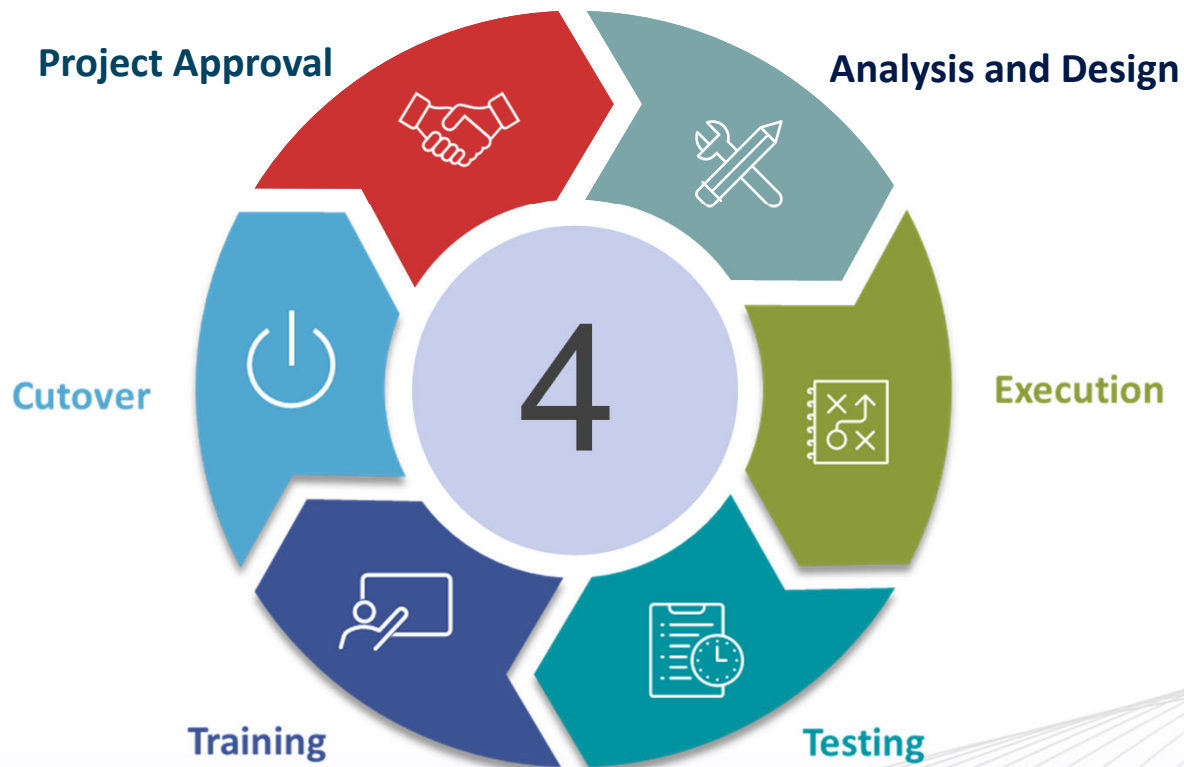 Project Approval
Analysis and Design
Cutover
4
Execution
Training
Testing